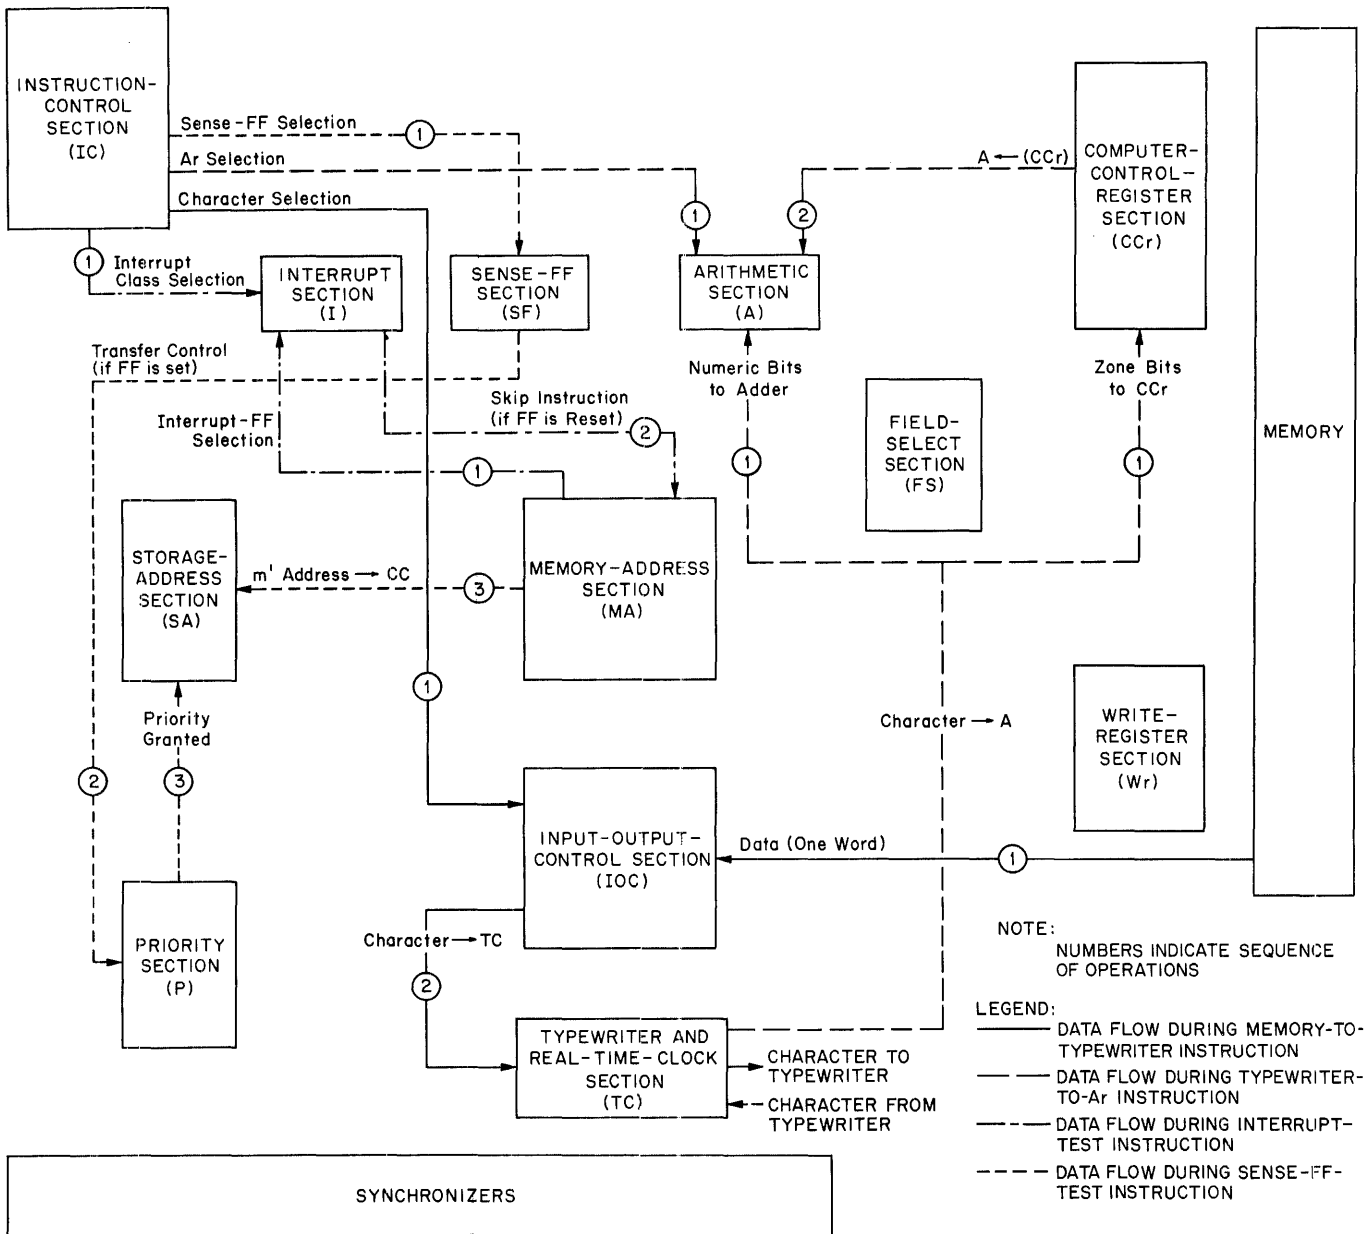 INSTRUCTION-
CONTROL
SECTION
(IC)
Sense-FF Selection
1
Ar Selection
Character Selection
1
Interrupt
Class Selection
INTERRUPT
SECTION
(I)
SENSE-FF
SECTION
(SF)
1
2
ARITHMETIC
SECTION
(A)
A ← (CCr)
COMPUTER-
CONTROL-
REGISTER
SECTION
(CCr)
MEMORY
Transfer Control
(if FF is set)
Interrupt-FF
Selection
Skip Instruction
(if FF is Reset)
2
1
Numeric Bits
to Adder
1
Zone Bits
to CCr
1
FIELD-
SELECT
SECTION
(FS)
STORAGE-
ADDRESS
SECTION
(SA)
m' Address → CC
3
MEMORY-ADDRESS
SECTION
(MA)
1
Priority
Granted
2
3
Character → A
WRITE-
REGISTER
SECTION
(Wr)
INPUT-OUTPUT-
CONTROL SECTION
(IOC)
Data (One Word)
1
PRIORITY
SECTION
(P)
Character → TC
2
TYPEWRITER AND
REAL-TIME-CLOCK
SECTION
(TC)
CHARACTER TO
TYPEWRITER
CHARACTER FROM
TYPEWRITER
NOTE:
NUMBERS INDICATE SEQUENCE
OF OPERATIONS
LEGEND:
DATA FLOW DURING MEMORY-TO-
TYPEWRITER INSTRUCTION
DATA FLOW DURING TYPEWRITER-
TO-Ar INSTRUCTION
DATA FLOW DURING INTERRUPT-
TEST INSTRUCTION
DATA FLOW DURING SENSE-FF-
TEST INSTRUCTION
SYNCHRONIZERS